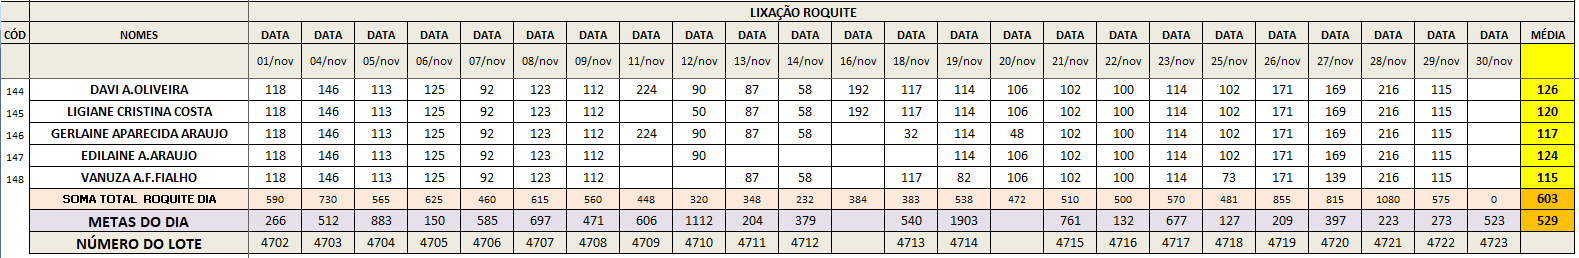 LIXAÇÃO ROQUITE
CÓD NOMES DATA DATA DATA DATA DATA DATA DATA DATA DATA DATA DATA DATA DATA DATA DATA DATA DATA DATA DATA DATA DATA DATA DATA DATA MÉDIA
01/nov 04/nov 05/nov 06/nov 07/nov 08/nov 09/nov 11/nov 12/nov 13/nov 14/nov 16/nov 18/nov 19/nov 20/nov 21/nov 22/nov 23/nov 25/nov 26/nov 27/nov 28/nov 29/nov 30/nov
144 DAVI A.OLIVEIRA 118 146 113 125 92 123 112 224 90 87 58 192 117 114 106 102 100 114 102 171 169 216 115 126
145 LIGIANE CRISTINA COSTA 118 146 113 125 92 123 112 50 87 58 192 117 114 106 102 100 114 102 171 169 216 115 120
146 GERLAINE APARECIDA ARAUJO 118 146 113 125 92 123 112 224 90 87 58 32 114 48 102 100 114 102 171 169 216 115 117
147 EDILAINE A.ARAUJO 118 146 113 125 92 123 112 90 114 106 102 100 114 102 171 169 216 115 124
148 VANUZA A.F.FIALHO 118 146 113 125 92 123 112 87 58 117 82 106 102 100 114 73 171 139 216 115 115
SOMA TOTAL ROQUITE DIA 590 730 565 625 460 615 560 448 320 348 232 384 383 538 472 510 500 570 481 855 815 1080 575 0 603
METAS DO DIA 266 512 883 150 585 697 471 606 1112 204 379 540 1903 761 132 677 127 209 397 223 273 523 529
NÚMERO DO LOTE 4702 4703 4704 4705 4706 4707 4708 4709 4710 4711 4712 4713 4714 4715 4716 4717 4718 4719 4720 4721 4722 4723